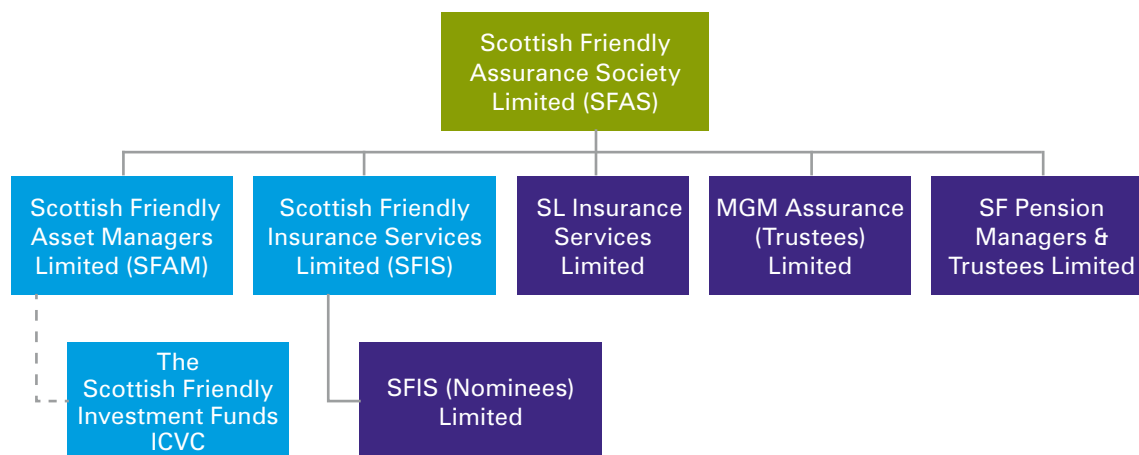 Scottish Friendly
Assurance Society
Limited (SFAS)
Scottish Friendly
Asset Managers
Limited (SFAM)
Scottish Friendly
Insurance Services
Limited (SFIS)
SL Insurance
Services
Limited
MGM Assurance
(Trustees)
Limited
SF Pension
Managers &
Trustees Limited
The
Scottish Friendly
Investment Funds
ICVC
SFIS (Nominees)
Limited